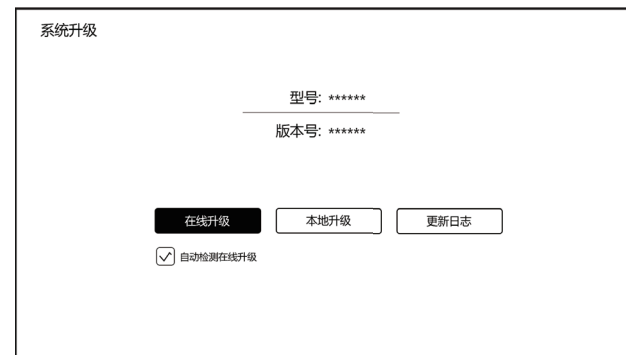 系统升级
型号: ******
版本号: ******
在线升级 本地升级 更新日志
自动检测在线升级